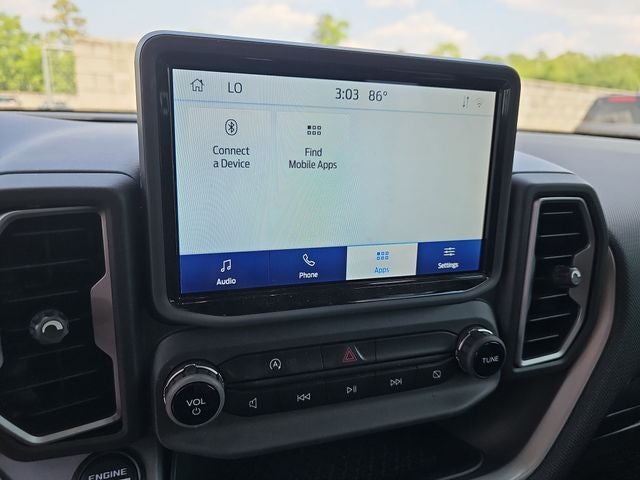 LO 3:03 86°
Connect
a Device
Find
Mobile Apps
Audio Phone Apps Settings
VOL
TUNE
A
ENGINE